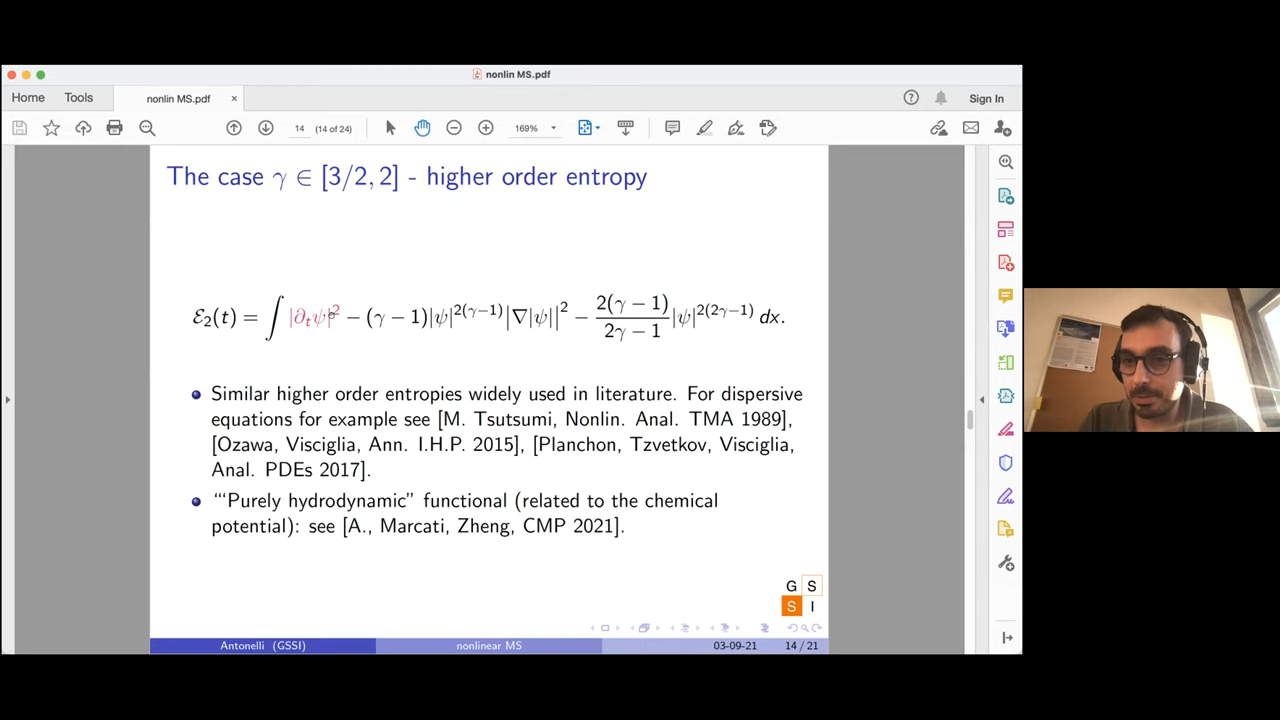 nonlin MS.pdf
Home Tools nonlin MS.pdf × Sign In
14 (14 of 24) 169%
The case γ ∈ [3/2, 2] - higher order entropy
ℰ₂(t) = ∫ |∂ₜψ|² − (γ − 1)|ψ|^{2(γ−1)} |∇|ψ||² − \frac{2(γ − 1)}{2γ − 1} |ψ|^{2(2γ−1)} dx.
Similar higher order entropies widely used in literature. For dispersive
equations for example see [M. Tsutsumi, Nonlin. Anal. TMA 1989],
[Ozawa, Visciglia, Ann. I.H.P. 2015], [Planchon, Tzvetkov, Visciglia,
Anal. PDEs 2017].
“‘Purely hydrodynamic” functional (related to the chemical
potential): see [A., Marcati, Zheng, CMP 2021].
G S
S I
Antonelli (GSSI) nonlinear MS 03-09-21 14 / 21